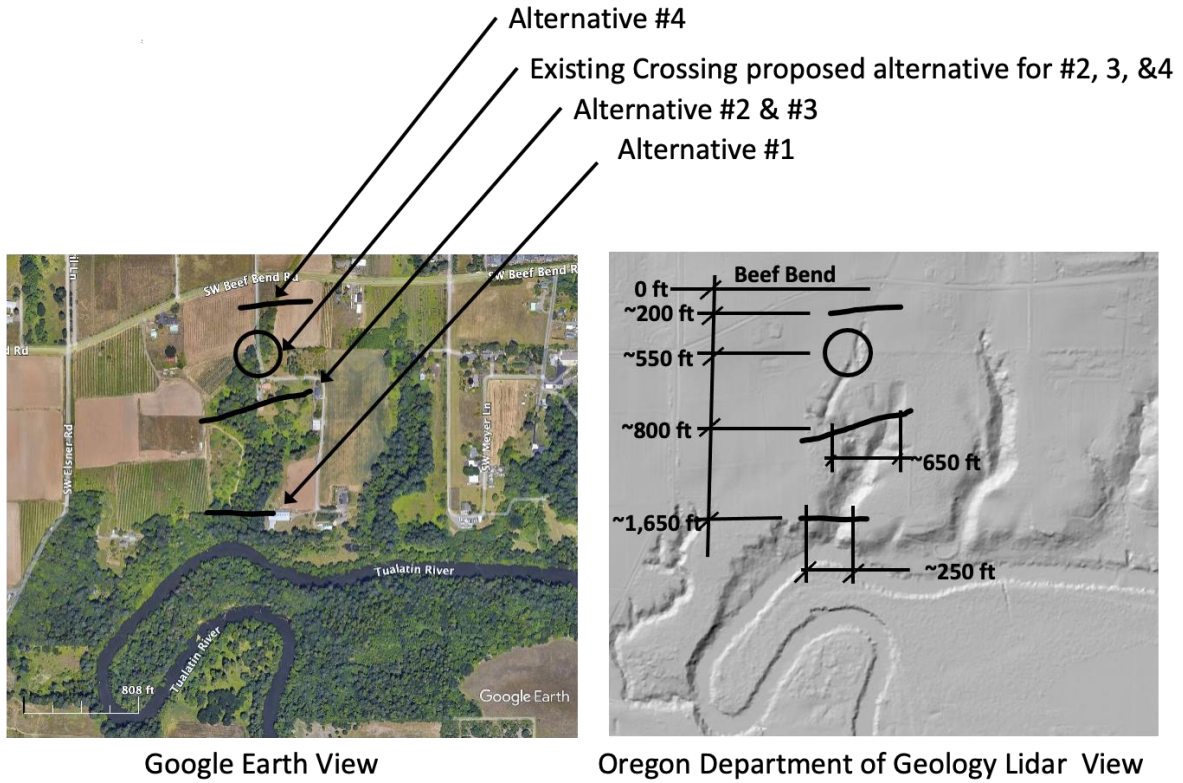 Alternative #4
Existing Crossing proposed alternative for #2, 3, &4
Alternative #2 & #3
Alternative #1
SW Beef Bend Rd
SW Beef Bend R
d Rd
SW Elsner Rd
SW Meyer Ln
Tualatin River
Tualatin River
808 ft
Google Earth
Beef Bend
0 ft
~200 ft
~550 ft
~800 ft
~650 ft
~1,650 ft
~250 ft
Google Earth View
Oregon Department of Geology Lidar View